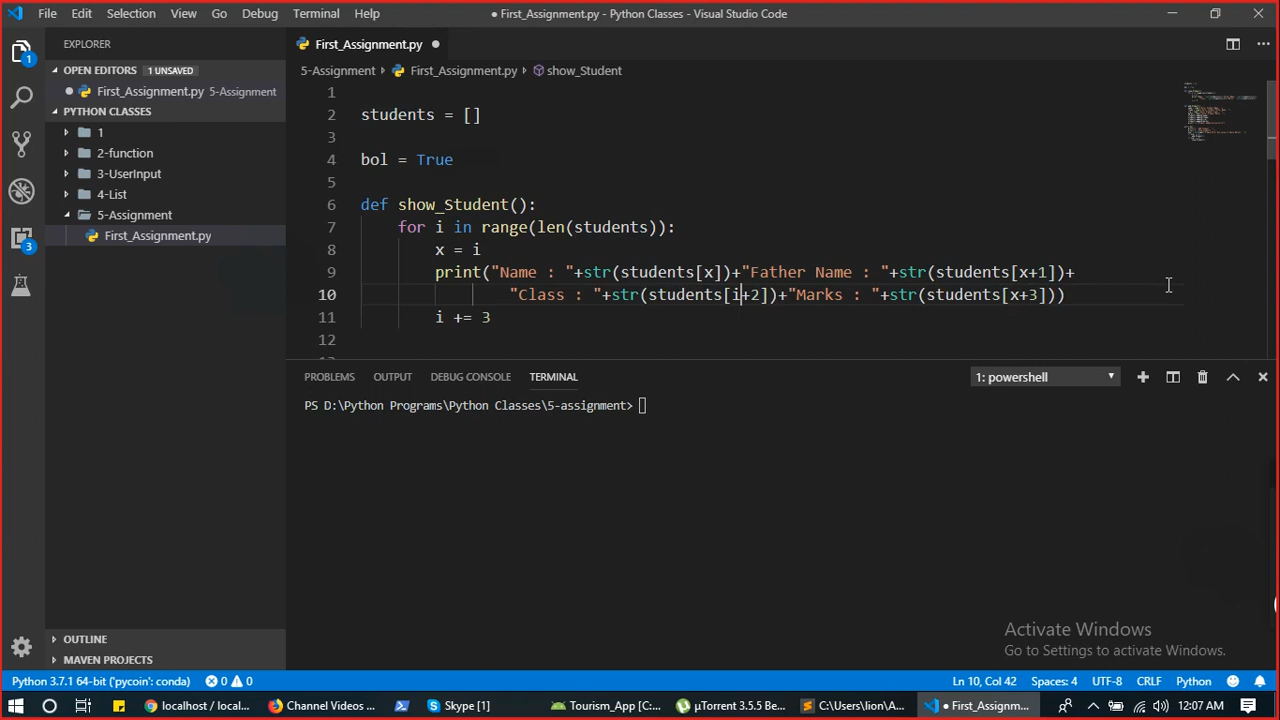 File Edit Selection View Go Debug Terminal Help
● First_Assignment.py - Python Classes - Visual Studio Code
EXPLORER
First_Assignment.py ●
OPEN EDITORS 1 UNSAVED
5-Assignment First_Assignment.py show_Student
● First_Assignment.py 5-Assignment
PYTHON CLASSES
1
2-function
3-UserInput
4-List
5-Assignment
First_Assignment.py
1
2 students = []
3
4 bol = True
5
6 def show_Student():
7 for i in range(len(students)):
8 x = i
9 print("Name : "+str(students[x])+"Father Name : "+str(students[x+1])+
10 "Class : "+str(students[i+2])+"Marks : "+str(students[x+3]))
11 i += 3
12
PROBLEMS OUTPUT DEBUG CONSOLE TERMINAL
1: powershell
PS D:\Python Programs\Python Classes\5-assignment>
1
3
OUTLINE
MAVEN PROJECTS
Activate Windows
Go to Settings to activate Windows.
Python 3.7.1 64-bit ('pycoin': conda) 0 0
Ln 10, Col 42 Spaces: 4 UTF-8 CRLF Python
localhost / local...
Channel Videos ...
Skype [1]
Tourism_App [C:...
µTorrent 3.5.5 Be...
C:\Users\lion\A...
● First_Assignm...
12:07 AM